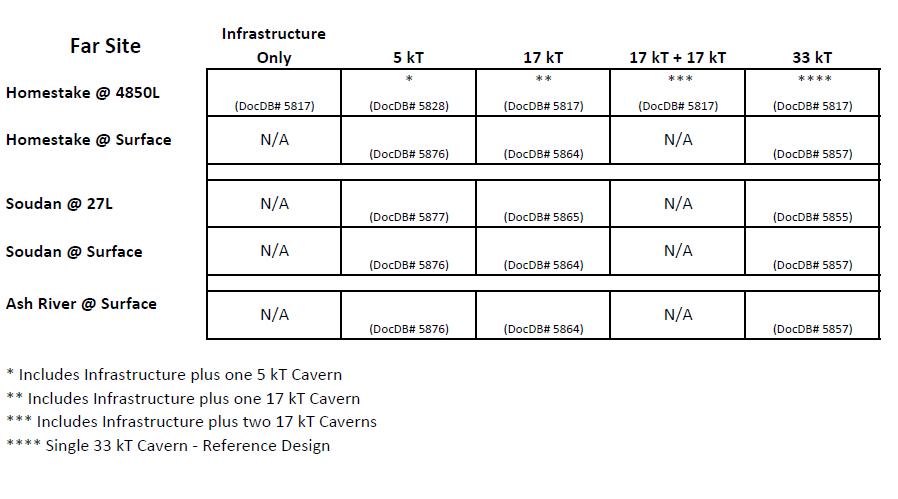 Far Site Infrastructure Only 5 kT 17 kT 17 kT + 17 kT 33 kT
* ** *** ****
Homestake @ 4850L (DocDB# 5817) (DocDB# 5828) (DocDB# 5817) (DocDB# 5817) (DocDB# 5817)
Homestake @ Surface N/A (DocDB# 5876) (DocDB# 5864) N/A (DocDB# 5857)
Soudan @ 27L N/A (DocDB# 5877) (DocDB# 5865) N/A (DocDB# 5855)
Soudan @ Surface N/A (DocDB# 5876) (DocDB# 5864) N/A (DocDB# 5857)
Ash River @ Surface N/A (DocDB# 5876) (DocDB# 5864) N/A (DocDB# 5857)
* Includes Infrastructure plus one 5 kT Cavern
** Includes Infrastructure plus one 17 kT Cavern
*** Includes Infrastructure plus two 17 kT Caverns
**** Single 33 kT Cavern - Reference Design